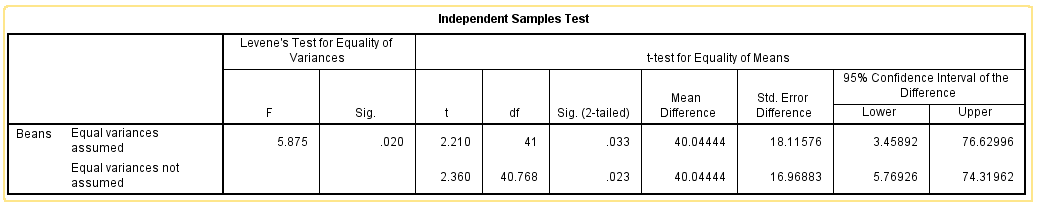 Independent Samples Test
Levene's Test for Equality of
Variances
t-test for Equality of Means
F
Sig.
t
df
Sig. (2-tailed)
Mean
Difference
Std. Error
Difference
95% Confidence Interval of the
Difference
Lower
Upper
Beans
Equal variances
assumed
5.875
.020
2.210
41
.033
40.04444
18.11576
3.45892
76.62996
Equal variances not
assumed
2.360
40.768
.023
40.04444
16.96883
5.76926
74.31962